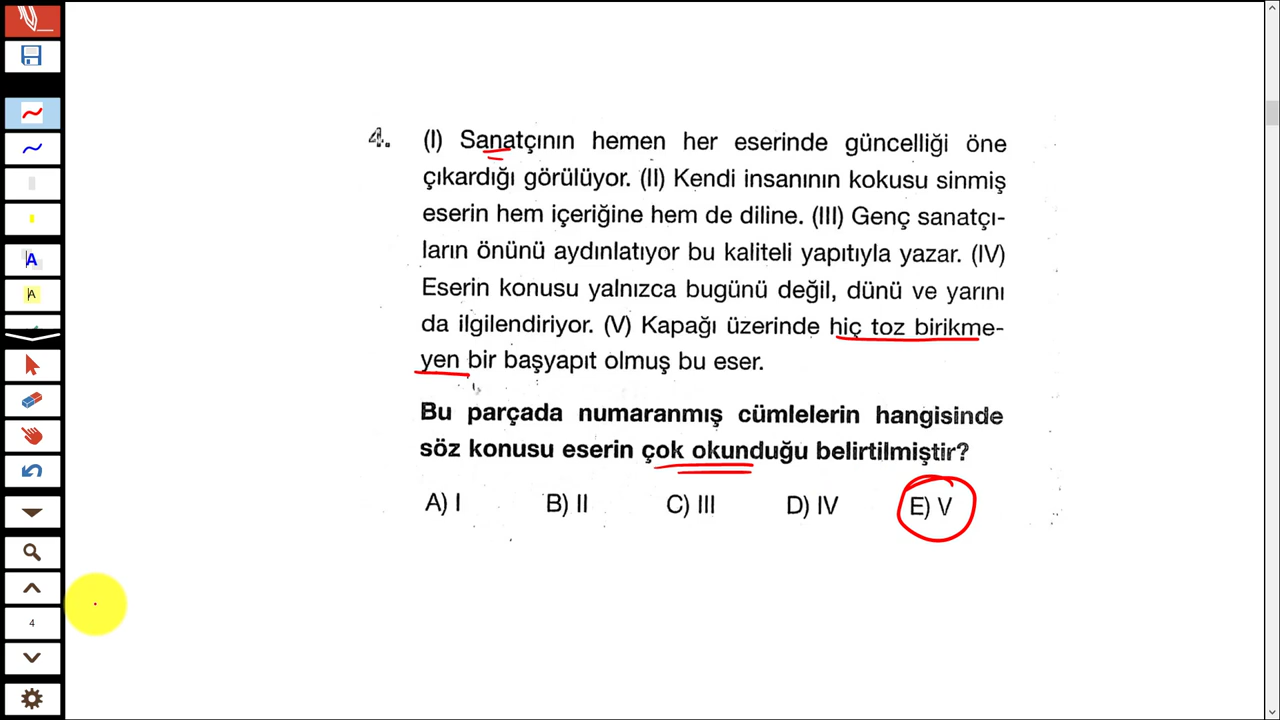 4. (I) Sanatçının hemen her eserinde güncelliği öne
çıkardığı görülüyor. (II) Kendi insanının kokusu sinmiş
eserin hem içeriğine hem de diline. (III) Genç sanatçı-
ların önünü aydınlatıyor bu kaliteli yapıtıyla yazar. (IV)
Eserin konusu yalnızca bugünü değil, dünü ve yarını
da ilgilendiriyor. (V) Kapağı üzerinde hiç toz birikme-
yen bir başyapıt olmuş bu eser.
Bu parçada numaranmış cümlelerin hangisinde
söz konusu eserin çok okunduğu belirtilmiştir?
A) I B) II C) III D) IV E) V
A
A
4